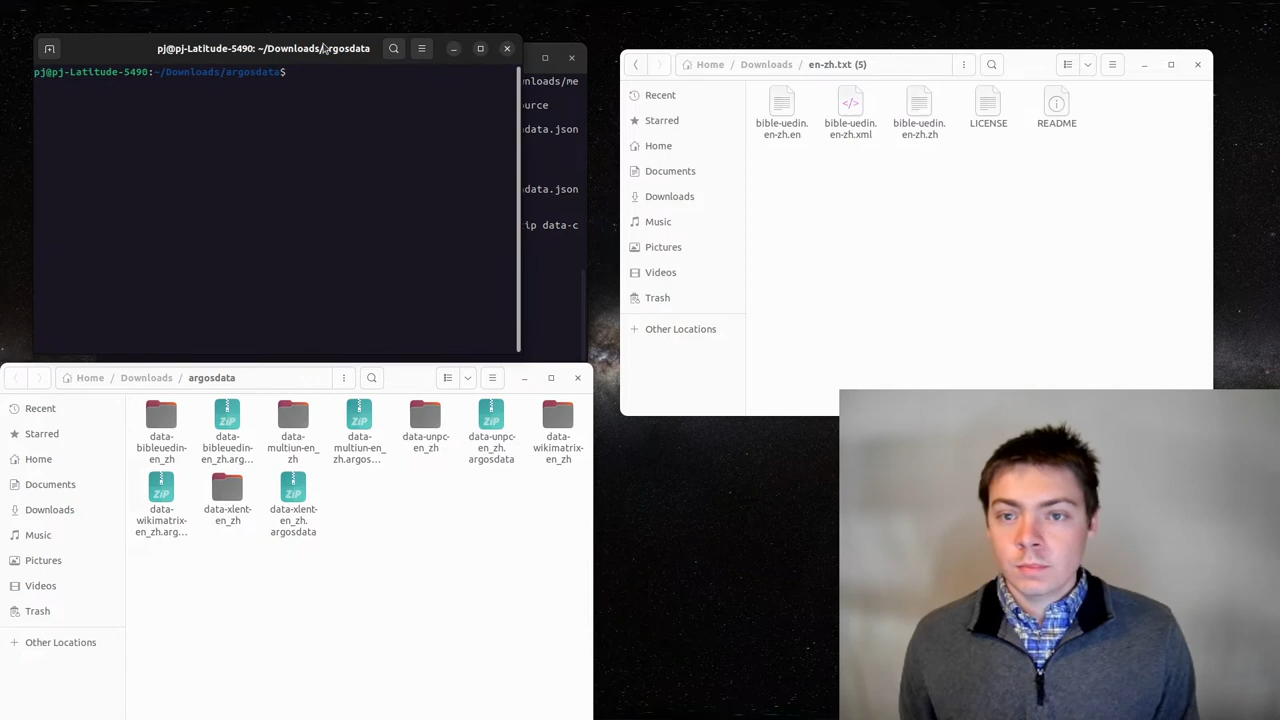 pj@pj-Latitude-5490: ~/Downloads/argosdata
pj@pj-Latitude-5490:~/Downloads/argosdata$
nloads/me
ource
data.json
data.json
ip data-c
Home / Downloads / en-zh.txt (5)
Recent
Starred
Home
Documents
Downloads
Music
Pictures
Videos
Trash
+ Other Locations
bible-uedin.
en-zh.en
bible-uedin.
en-zh.xml
bible-uedin.
en-zh.zh
LICENSE
README
Home / Downloads / argosdata
Recent
Starred
Home
Documents
Downloads
Music
Pictures
Videos
Trash
+ Other Locations
data-
bibleuedin-
en_zh
data-
bibleuedin-
en_zh.arg...
data-
multiun-en_
zh
data-
multiun-en_
zh.argos...
data-unpc-
en_zh
data-unpc-
en_zh.
argosdata
data-
wikimatrix-
en_zh
data-
wikimatrix-
en_zh.arg...
data-xlent-
en_zh
data-xlent-
en_zh.
argosdata
ZIP
ZIP
ZIP
ZIP
ZIP